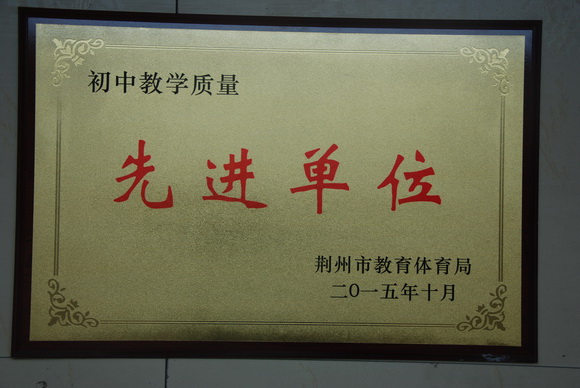 初中教学质量
先进单位
荆州市教育体育局
二〇一五年十月